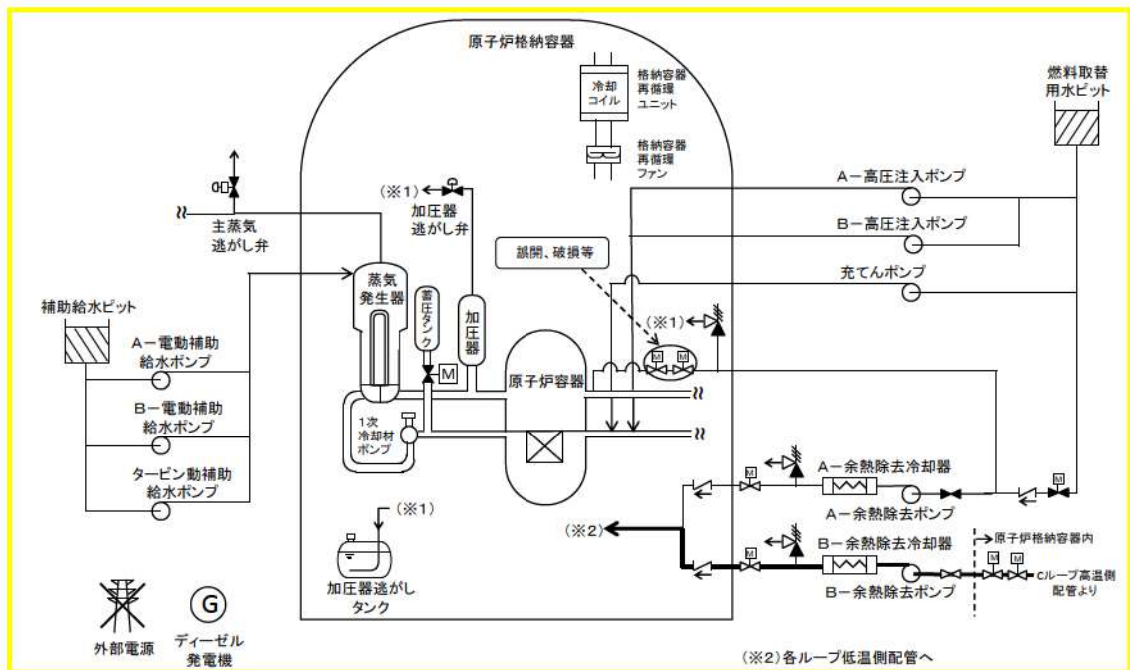 原子炉格納容器
冷却
コイル
格納容器
再循環
ユニット
格納容器
再循環
ファン
燃料取替
用水ピット
A-高圧注入ポンプ
B-高圧注入ポンプ
充てんポンプ
(※1)
加圧器
逃がし弁
主蒸気
逃がし弁
誤開、破損等
(※1)
蒸気
発生器
蓄圧タンク
加圧器
M
M
M
原子炉容器
1次
冷却材
ポンプ
補助給水ピット
A-電動補助
給水ポンプ
B-電動補助
給水ポンプ
タービン動補助
給水ポンプ
M
A-余熱除去冷却器
M
A-余熱除去ポンプ
(※1)
(※2)
M
B-余熱除去冷却器
原子炉格納容器内
M
M
Cループ高温側
配管より
B-余熱除去ポンプ
加圧器逃がし
タンク
外部電源
G
ディーゼル
発電機
(※2)各ループ低温側配管へ